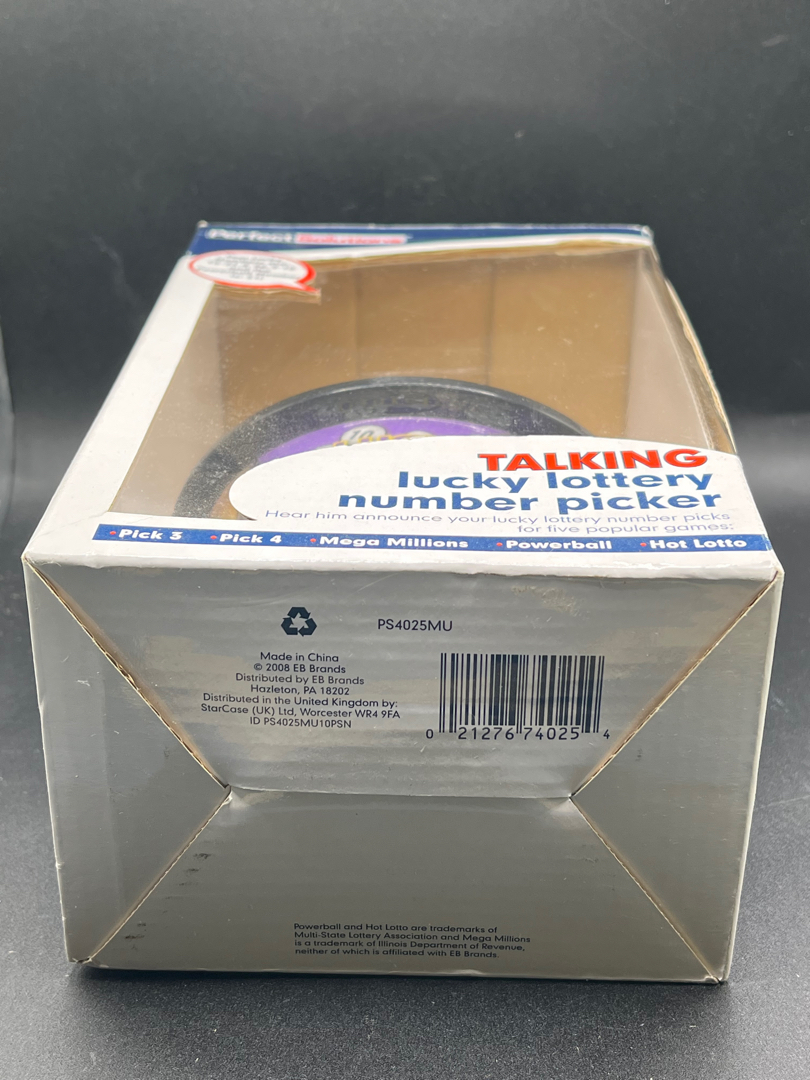 Perfect Solutions
10
TALKING
lucky lottery
number picker
Hear him announce your lucky lottery number picks
for five popular games:
•Pick 3 •Pick 4 •Mega Millions •Powerball •Hot Lotto
PS4025MU
Made in China
© 2008 EB Brands
Distributed by EB Brands
Hazleton, PA 18202
Distributed in the United Kingdom by:
StarCase (UK) Ltd, Worcester WR4 9FA
ID PS4025MU10PSN
0 21276 74025 4
Powerball and Hot Lotto are trademarks of
Multi-State Lottery Association and Mega Millions
is a trademark of Illinois Department of Revenue,
neither of which is affiliated with EB Brands.